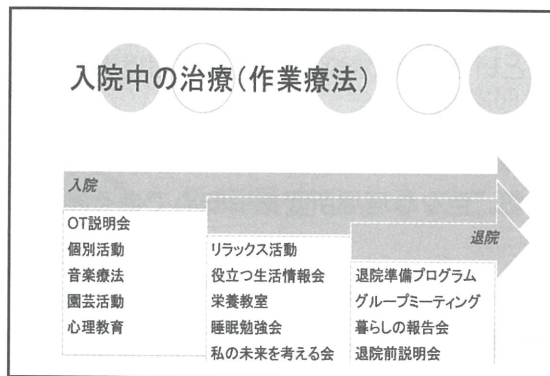 入院中の治療（作業療法）
入院
退院
OT説明会
個別活動
音楽療法
園芸活動
心理教育
リラックス活動
役立つ生活情報会
栄養教室
睡眠勉強会
私の未来を考える会
退院準備プログラム
グループミーティング
暮らしの報告会
退院前説明会